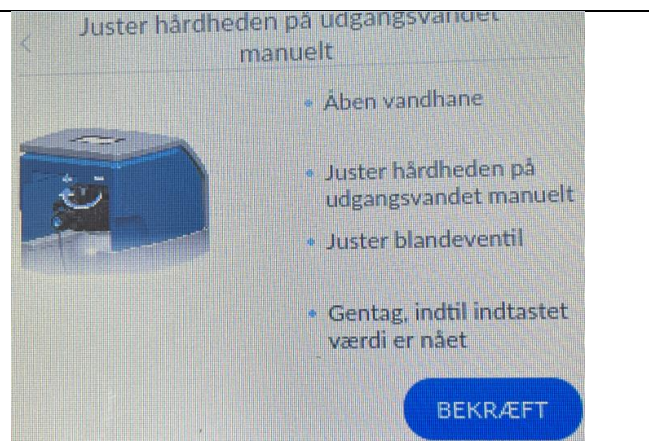 Juster hårdheden på udgangsvandet
manuelt
Åben vandhane
Juster hårdheden på
udgangsvandet manuelt
Juster blandeventil
Gentag, indtil indtastet
værdi er nået
BEKRÆFT